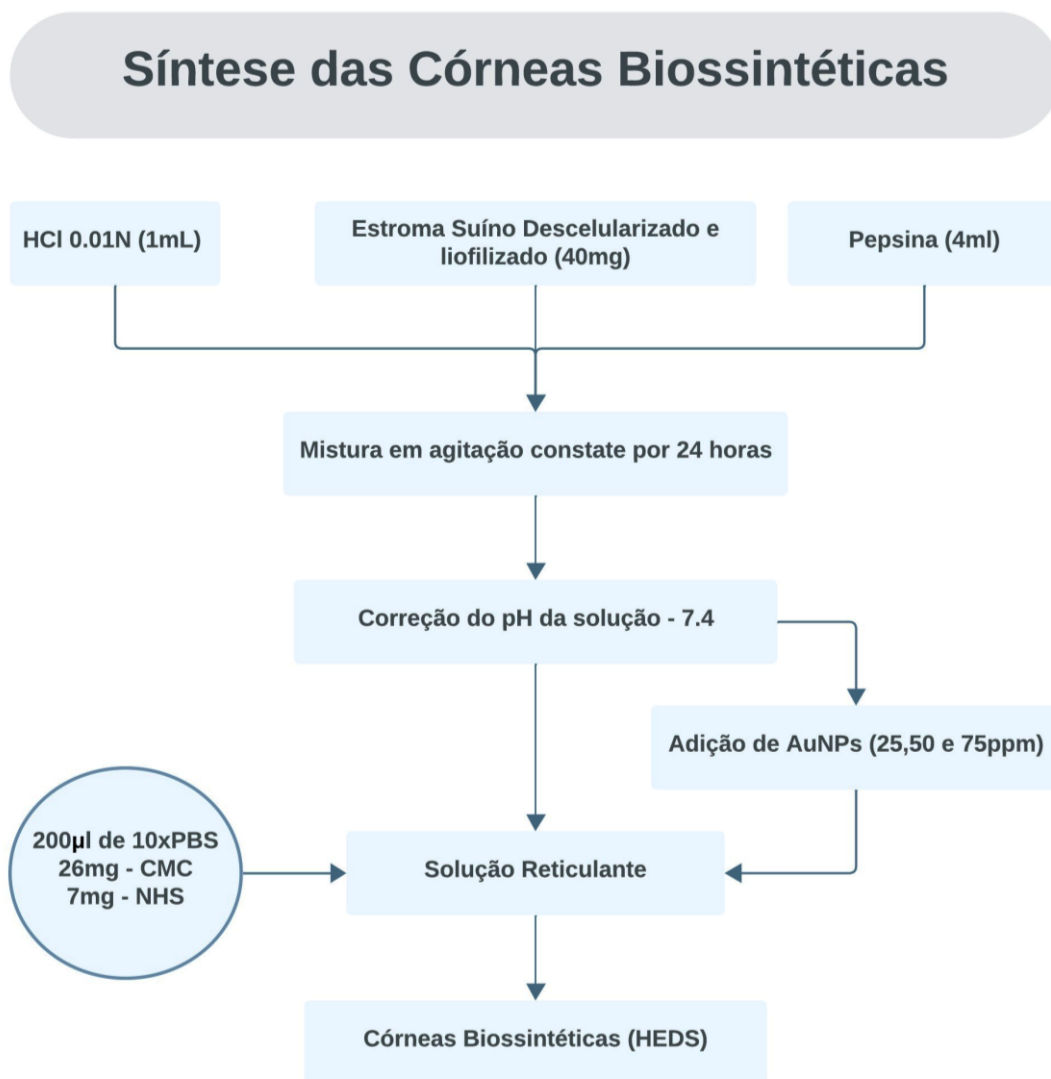 Síntese das Córneas Biossintéticas
HCl 0.01N (1mL)
Estroma Suíno Descelularizado e
liofilizado (40mg)
Pepsina (4ml)
Mistura em agitação constate por 24 horas
Correção do pH da solução - 7.4
Adição de AuNPs (25,50 e 75ppm)
200µl de 10xPBS
26mg - CMC
7mg - NHS
Solução Reticulante
Córneas Biossintéticas (HEDS)